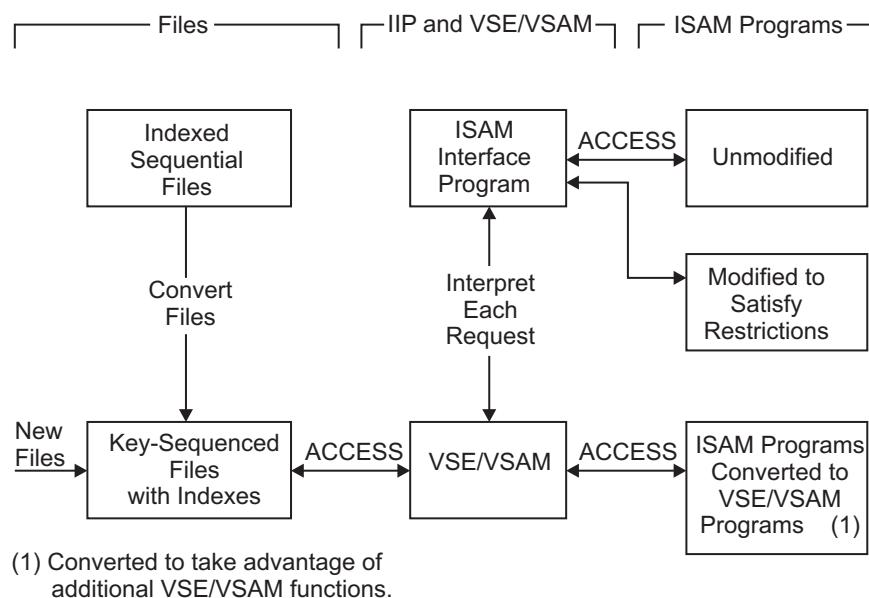 Files
IIP and VSE/VSAM
ISAM Programs
Indexed
Sequential
Files
ISAM
Interface
Program
ACCESS
Unmodified
Convert
Files
Interpret
Each
Request
Modified to
Satisfy
Restrictions
New
Files
Key-Sequenced
Files
with Indexes
ACCESS
VSE/VSAM
ACCESS
ISAM Programs
Converted to
VSE/VSAM
Programs (1)
(1) Converted to take advantage of
additional VSE/VSAM functions.